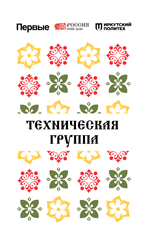 Первые РОССИЯ ИРКУТСКИЙ
ПОЛИТЕХ
ТЕХНИЧЕСКАЯ
ГРУППА